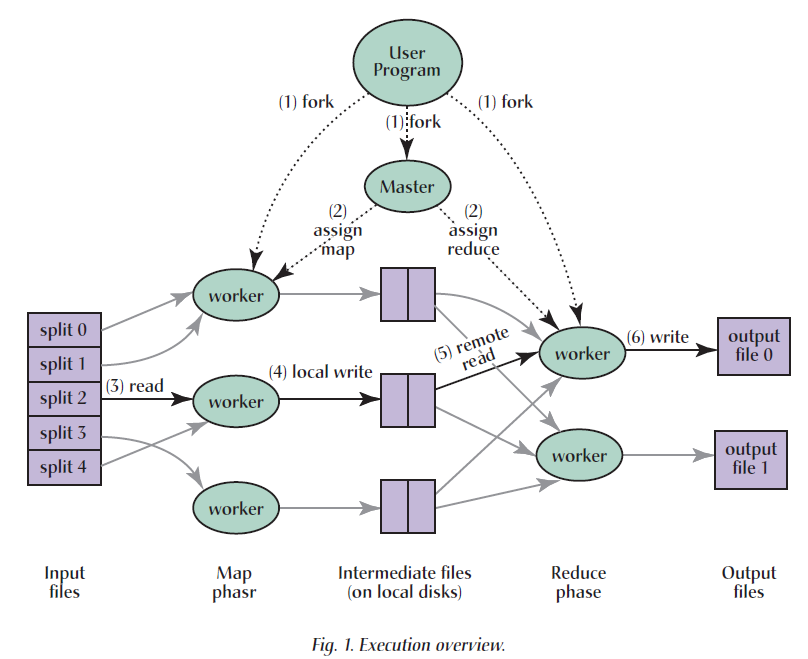 User
Program
(1) fork
(1) fork
(1) fork
Master
(2)
assign
map
(2)
assign
reduce
worker
split 0
split 1
split 2
split 3
split 4
(3) read
worker
(4) local write
(5) remote
read
worker
(6) write
output
file 0
worker
output
file 1
worker
Input
files
Map
phasr
Intermediate files
(on local disks)
Reduce
phase
Output
files
Fig. 1. Execution overview.